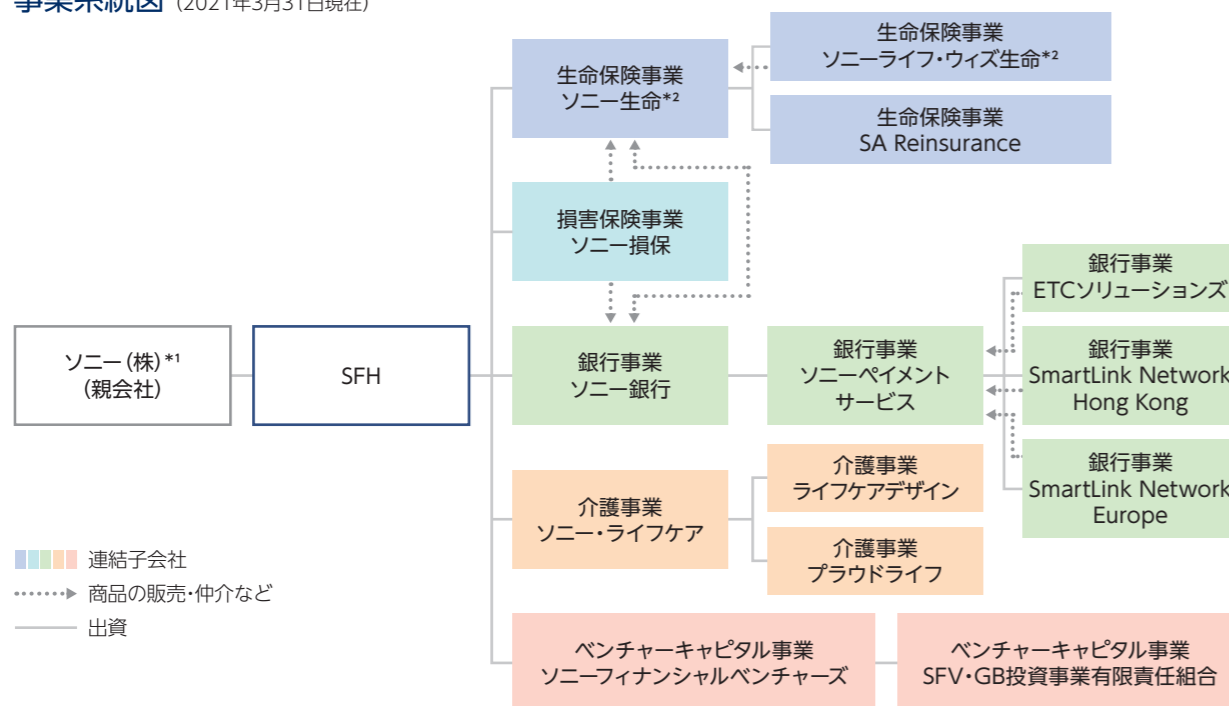 事業系統図 (2021年3月31日現在)
生命保険事業
ソニー生命*2
生命保険事業
ソニーライフ・ウィズ生命*2
生命保険事業
SA Reinsurance
損害保険事業
ソニー損保
ソニー(株)*1
(親会社)
SFH
銀行事業
ソニー銀行
銀行事業
ソニーペイメント
サービス
銀行事業
ETCソリューションズ
銀行事業
SmartLink Network
Hong Kong
銀行事業
SmartLink Network
Europe
介護事業
ソニー・ライフケア
介護事業
ライフケアデザイン
介護事業
プラウドライフ
ベンチャーキャピタル事業
ソニーフィナンシャルベンチャーズ
ベンチャーキャピタル事業
SFV・GB投資事業有限責任組合
連結子会社
商品の販売・仲介など
出資